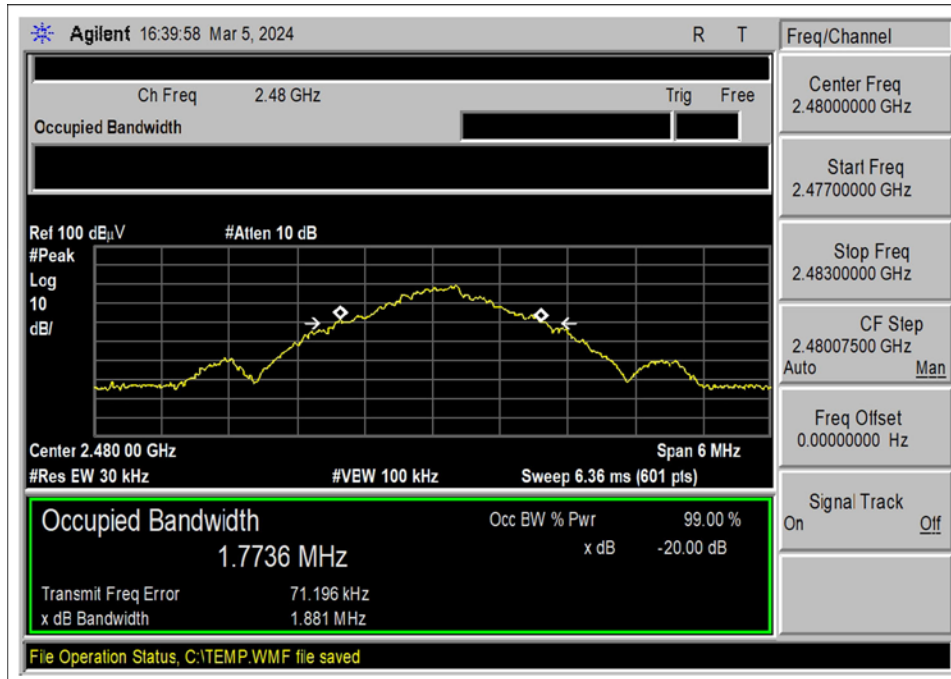 Agilent 16:39:58 Mar 5, 2024 R T
Freq/Channel
Ch Freq 2.48 GHz Trig Free
Occupied Bandwidth
Center Freq
2.48000000 GHz
Start Freq
2.47700000 GHz
Stop Freq
2.48300000 GHz
CF Step
2.48007500 GHz
Auto Man
Freq Offset
0.00000000 Hz
Signal Track
On Off
Ref 100 dBµV #Atten 10 dB
#Peak
Log
10
dB/
Center 2.480 00 GHz Span 6 MHz
#Res EW 30 kHz #VBW 100 kHz Sweep 6.36 ms (601 pts)
Occupied Bandwidth Occ BW % Pwr 99.00 %
1.7736 MHz x dB -20.00 dB
Transmit Freq Error 71.196 kHz
x dB Bandwidth 1.881 MHz
File Operation Status, C:\TEMP.WMF file saved